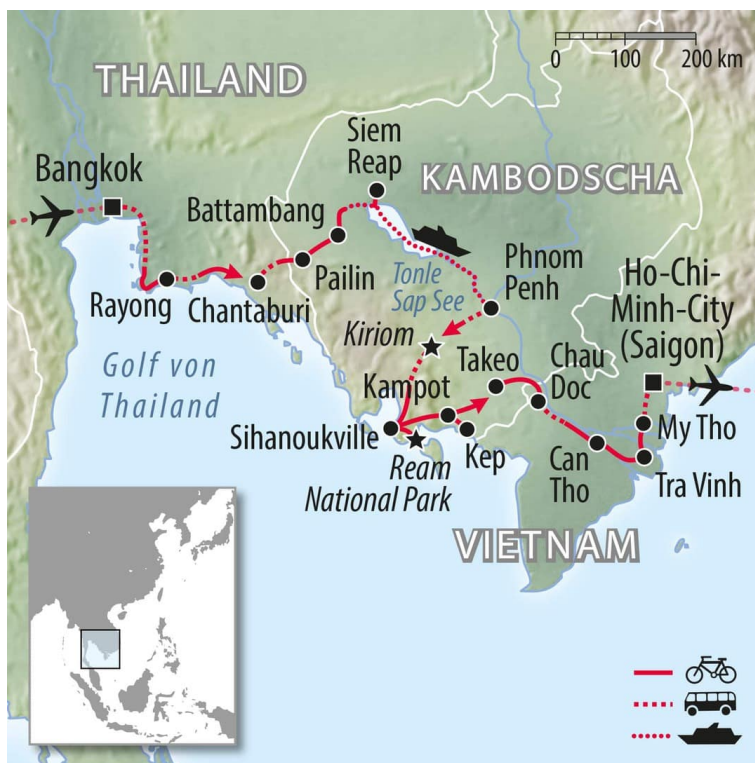 0 100 200 km
THAILAND
Siem
Reap
Bangkok
KAMBODSCHA
Battambang
Pailin
Tonle
Sap See
Phnom
Penh
Ho-Chi-
Minh-City
(Saigon)
Rayong
Chantaburi
Kiriom
Golf von
Thailand
Takeo
Chau
Doc
Kampot
Sihanoukville
Kep
My Tho
Ream
National Park
Can
Tho
Tra Vinh
VIETNAM